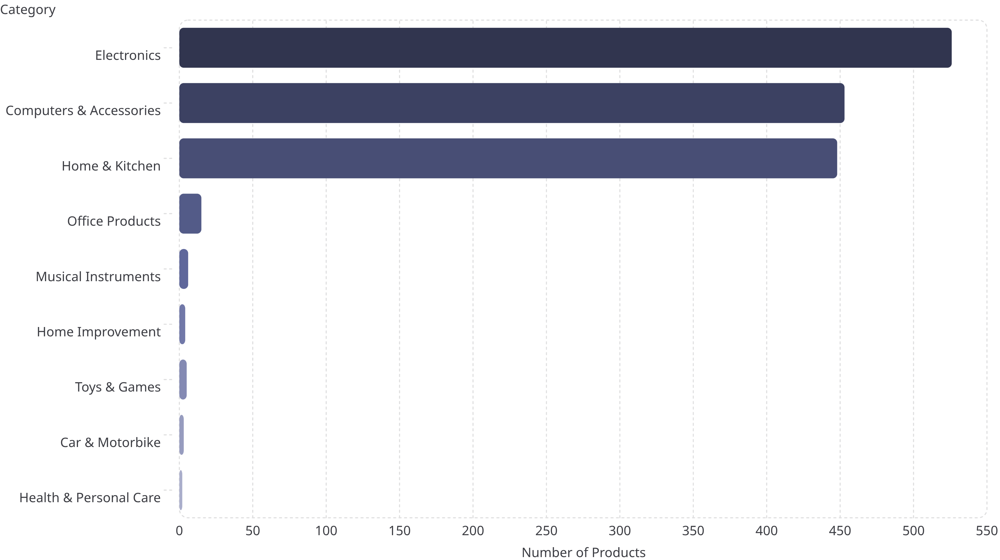 Category
Electronics
Computers & Accessories
Home & Kitchen
Office Products
Musical Instruments
Home Improvement
Toys & Games
Car & Motorbike
Health & Personal Care
0 50 100 150 200 250 300 350 400 450 500 550
Number of Products